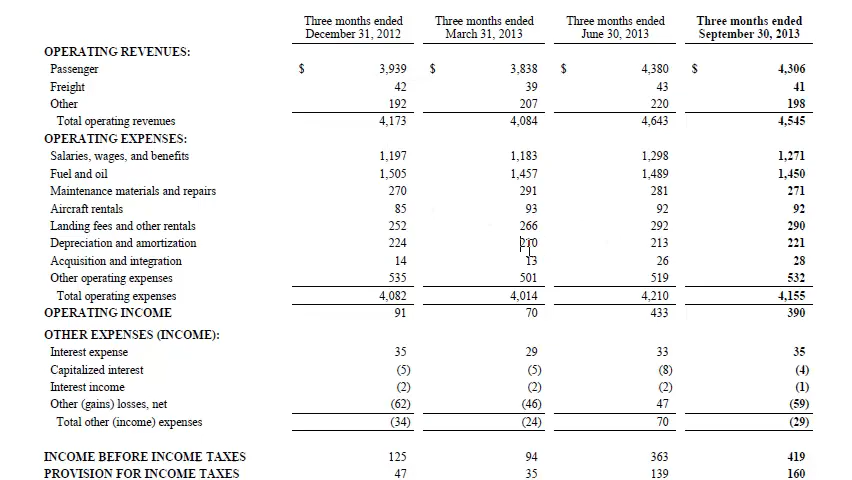 Three months ended Three months ended Three months ended Three months ended
December 31, 2012 March 31, 2013 June 30, 2013 September 30, 2013
OPERATING REVENUES:
Passenger $ 3,939 $ 3,838 $ 4,380 $ 4,306
Freight 42 39 43 41
Other 192 207 220 198
Total operating revenues 4,173 4,084 4,643 4,545
OPERATING EXPENSES:
Salaries, wages, and benefits 1,197 1,183 1,298 1,271
Fuel and oil 1,505 1,457 1,489 1,450
Maintenance materials and repairs 270 291 281 271
Aircraft rentals 85 93 92 92
Landing fees and other rentals 252 266 292 290
Depreciation and amortization 224 210 213 221
Acquisition and integration 14 13 26 28
Other operating expenses 535 501 519 532
Total operating expenses 4,082 4,014 4,210 4,155
OPERATING INCOME 91 70 433 390
OTHER EXPENSES (INCOME):
Interest expense 35 29 33 35
Capitalized interest (5) (5) (8) (4)
Interest income (2) (2) (2) (1)
Other (gains) losses, net (62) (46) 47 (59)
Total other (income) expenses (34) (24) 70 (29)
INCOME BEFORE INCOME TAXES 125 94 363 419
PROVISION FOR INCOME TAXES 47 35 139 160